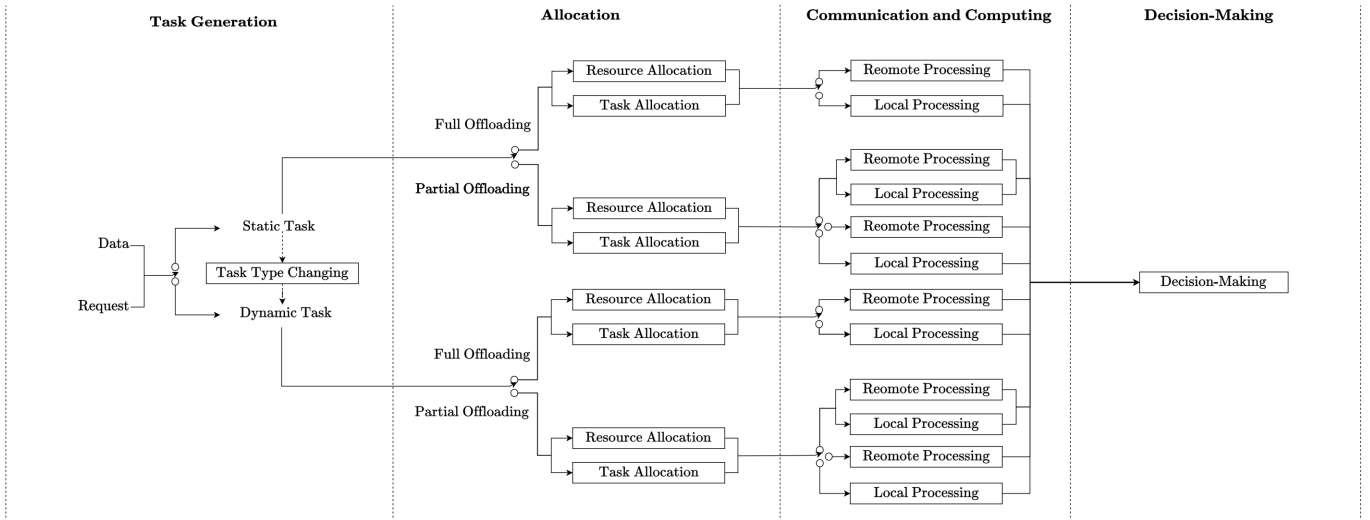 Task Generation
Allocation
Communication and Computing
Decision-Making
Data
Request
Static Task
Task Type Changing
Dynamic Task
Full Offloading
Partial Offloading
Resource Allocation
Task Allocation
Resource Allocation
Task Allocation
Full Offloading
Partial Offloading
Resource Allocation
Task Allocation
Resource Allocation
Task Allocation
Reomote Processing
Local Processing
Reomote Processing
Local Processing
Reomote Processing
Local Processing
Reomote Processing
Local Processing
Reomote Processing
Local Processing
Reomote Processing
Local Processing
Decision-Making